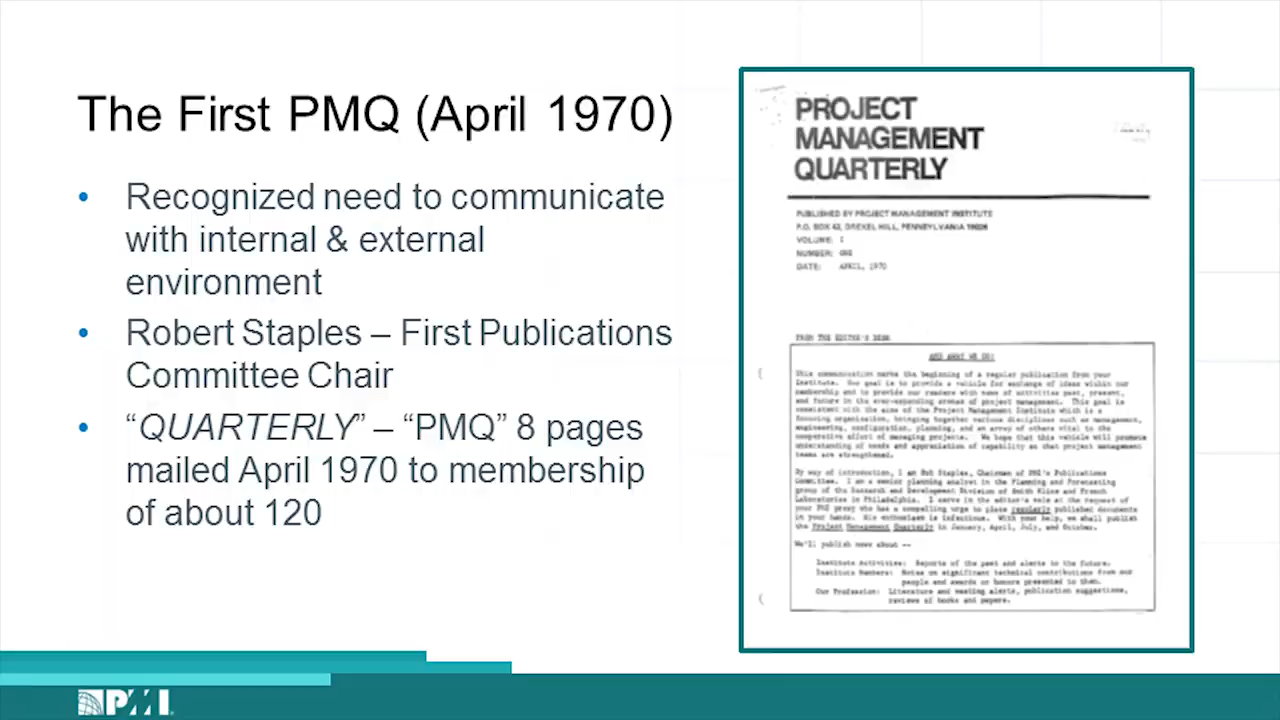 The First PMQ (April 1970)
• Recognized need to communicate
with internal & external
environment
• Robert Staples – First Publications
Committee Chair
• “QUARTERLY” – “PMQ” 8 pages
mailed April 1970 to membership
of about 120
PROJECT
MANAGEMENT
QUARTERLY
PUBLISHED BY PROJECT MANAGEMENT INSTITUTE
P.O. BOX 43, DREXEL HILL, PENNSYLVANIA 19026
VOLUME: I
NUMBER:
DATE: APRIL, 1970
FROM THE EDITOR'S DESK
AND AWAY WE GO!
This communication marks the beginning of a regular publication from your
Institute. Our goal is to provide a vehicle for exchange of ideas within our
membership and to provide our readers with news of activities past, present,
and future in the ever-expanding arenas of project management. This goal is
consistent with the aims of the Project Management Institute which is a
focusing organization, bringing together various disciplines such as management,
engineering, configuration, planning, and an array of others vital to the
cooperative effort of managing projects. We hope that this vehicle will promote
understanding of needs and appreciation of capability so that project management
teams are strengthened.
By way of introduction, I am Bob Staples, Chairman of PMI's Publications
Committee. I am a senior planning analyst in the Planning and Forecasting
group of the Research and Development Division of Smith Kline and French
Laboratories in Philadelphia. I serve in the editor's role at the request of
your PMI proxy who has a compelling urge to place regularly published documents
in your hands. His enthusiasm is infectious. With your help, we shall publish
the Project Management Quarterly in January, April, July, and October.
We'll publish news about --
Institute Activities: Reports of the past and alerts to the future.
Institute Members: Notes on significant technical contributions from our
people and awards or honors presented to them.
Our Profession: Literature and meeting alerts, publication suggestions,
reviews of books and papers.
PMI